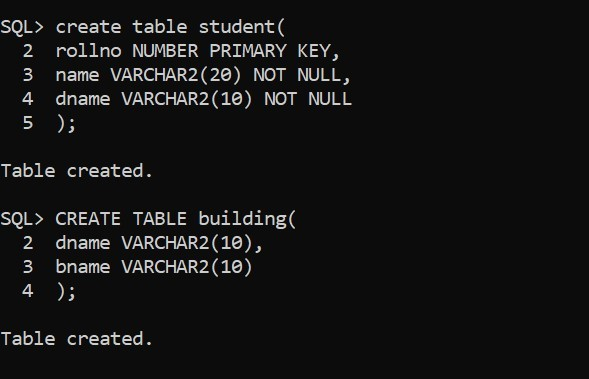 SQL> create table student(
  2  rollno NUMBER PRIMARY KEY,
  3  name VARCHAR2(20) NOT NULL,
  4  dname VARCHAR2(10) NOT NULL
  5  );
Table created.
SQL> CREATE TABLE building(
  2  dname VARCHAR2(10),
  3  bname VARCHAR2(10)
  4  );
Table created.